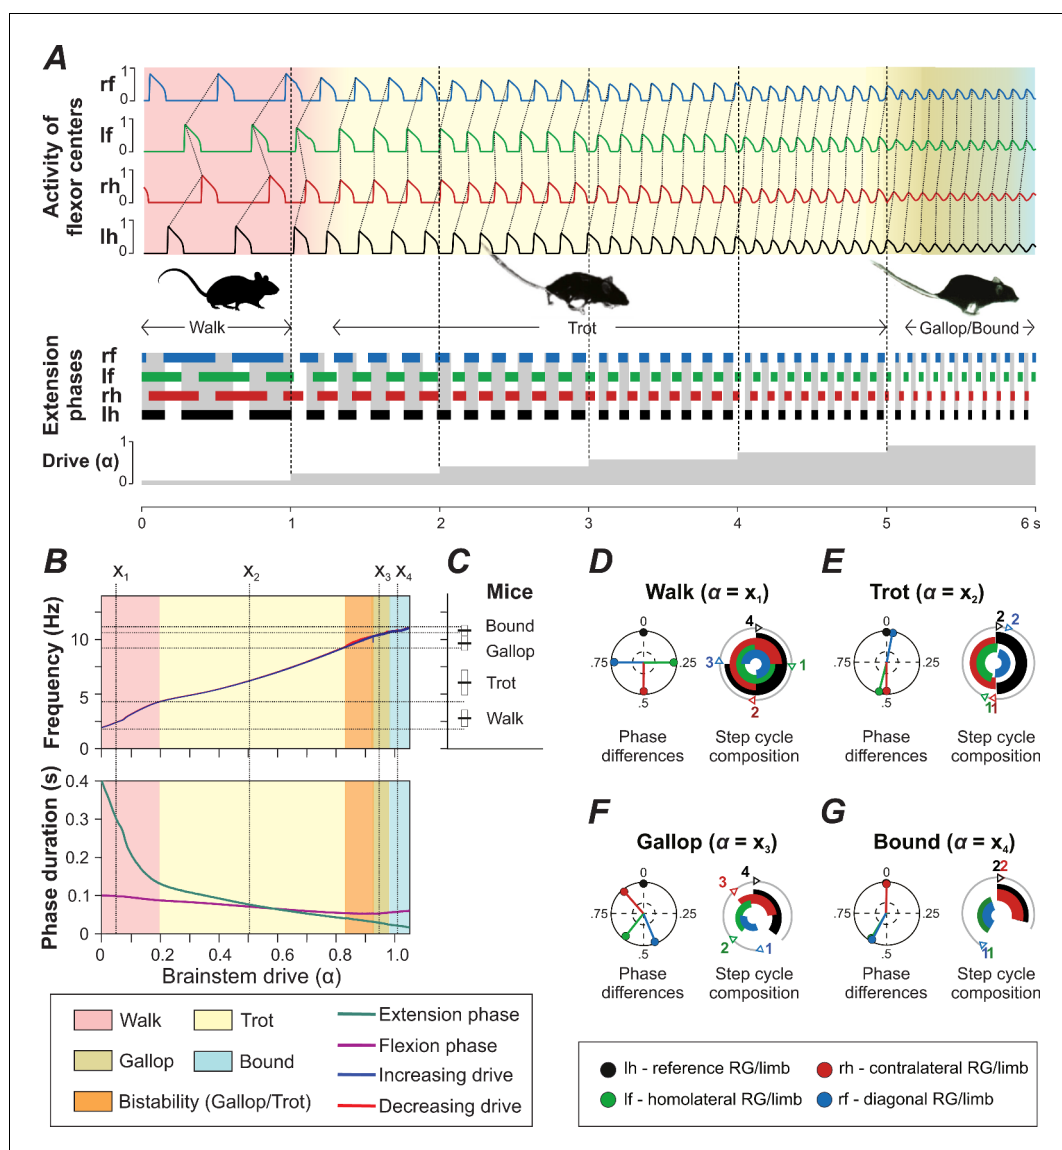 A
Activity of
flexor centers
rf
1
0
lf
1
0
rh
1
0
lh
1
0
Walk
Trot
Gallop/Bound
Extension
phases
rf
lf
rh
lh
Drive (α)
1
0
0 1 2 3 4 5 6 s
B
X1 X2 X3 X4
Frequency (Hz)
10
5
0
Phase duration (s)
0.4
0.3
0.2
0.1
0
0 0.2 0.4 0.6 0.8 1.0
Brainstem drive (α)
C
Mice
Bound
Gallop
Trot
Walk
D
Walk (α = x1)
0
.75 .25
.5
4
3 1
2
Phase
differences
Step cycle
composition
E
Trot (α = x2)
0
.75 .25
.5
2 2
1 1
Phase
differences
Step cycle
composition
F
Gallop (α = x3)
0
.75 .25
.5
4
3
2 1
Phase
differences
Step cycle
composition
G
Bound (α = x4)
0
.75 .25
.5
2 2
1 1
Phase
differences
Step cycle
composition
Walk Trot
Gallop Bound
Bistability (Gallop/Trot)
Extension phase
Flexion phase
Increasing drive
Decreasing drive
lh - reference RG/limb
rh - contralateral RG/limb
lf - homolateral RG/limb
rf - diagonal RG/limb